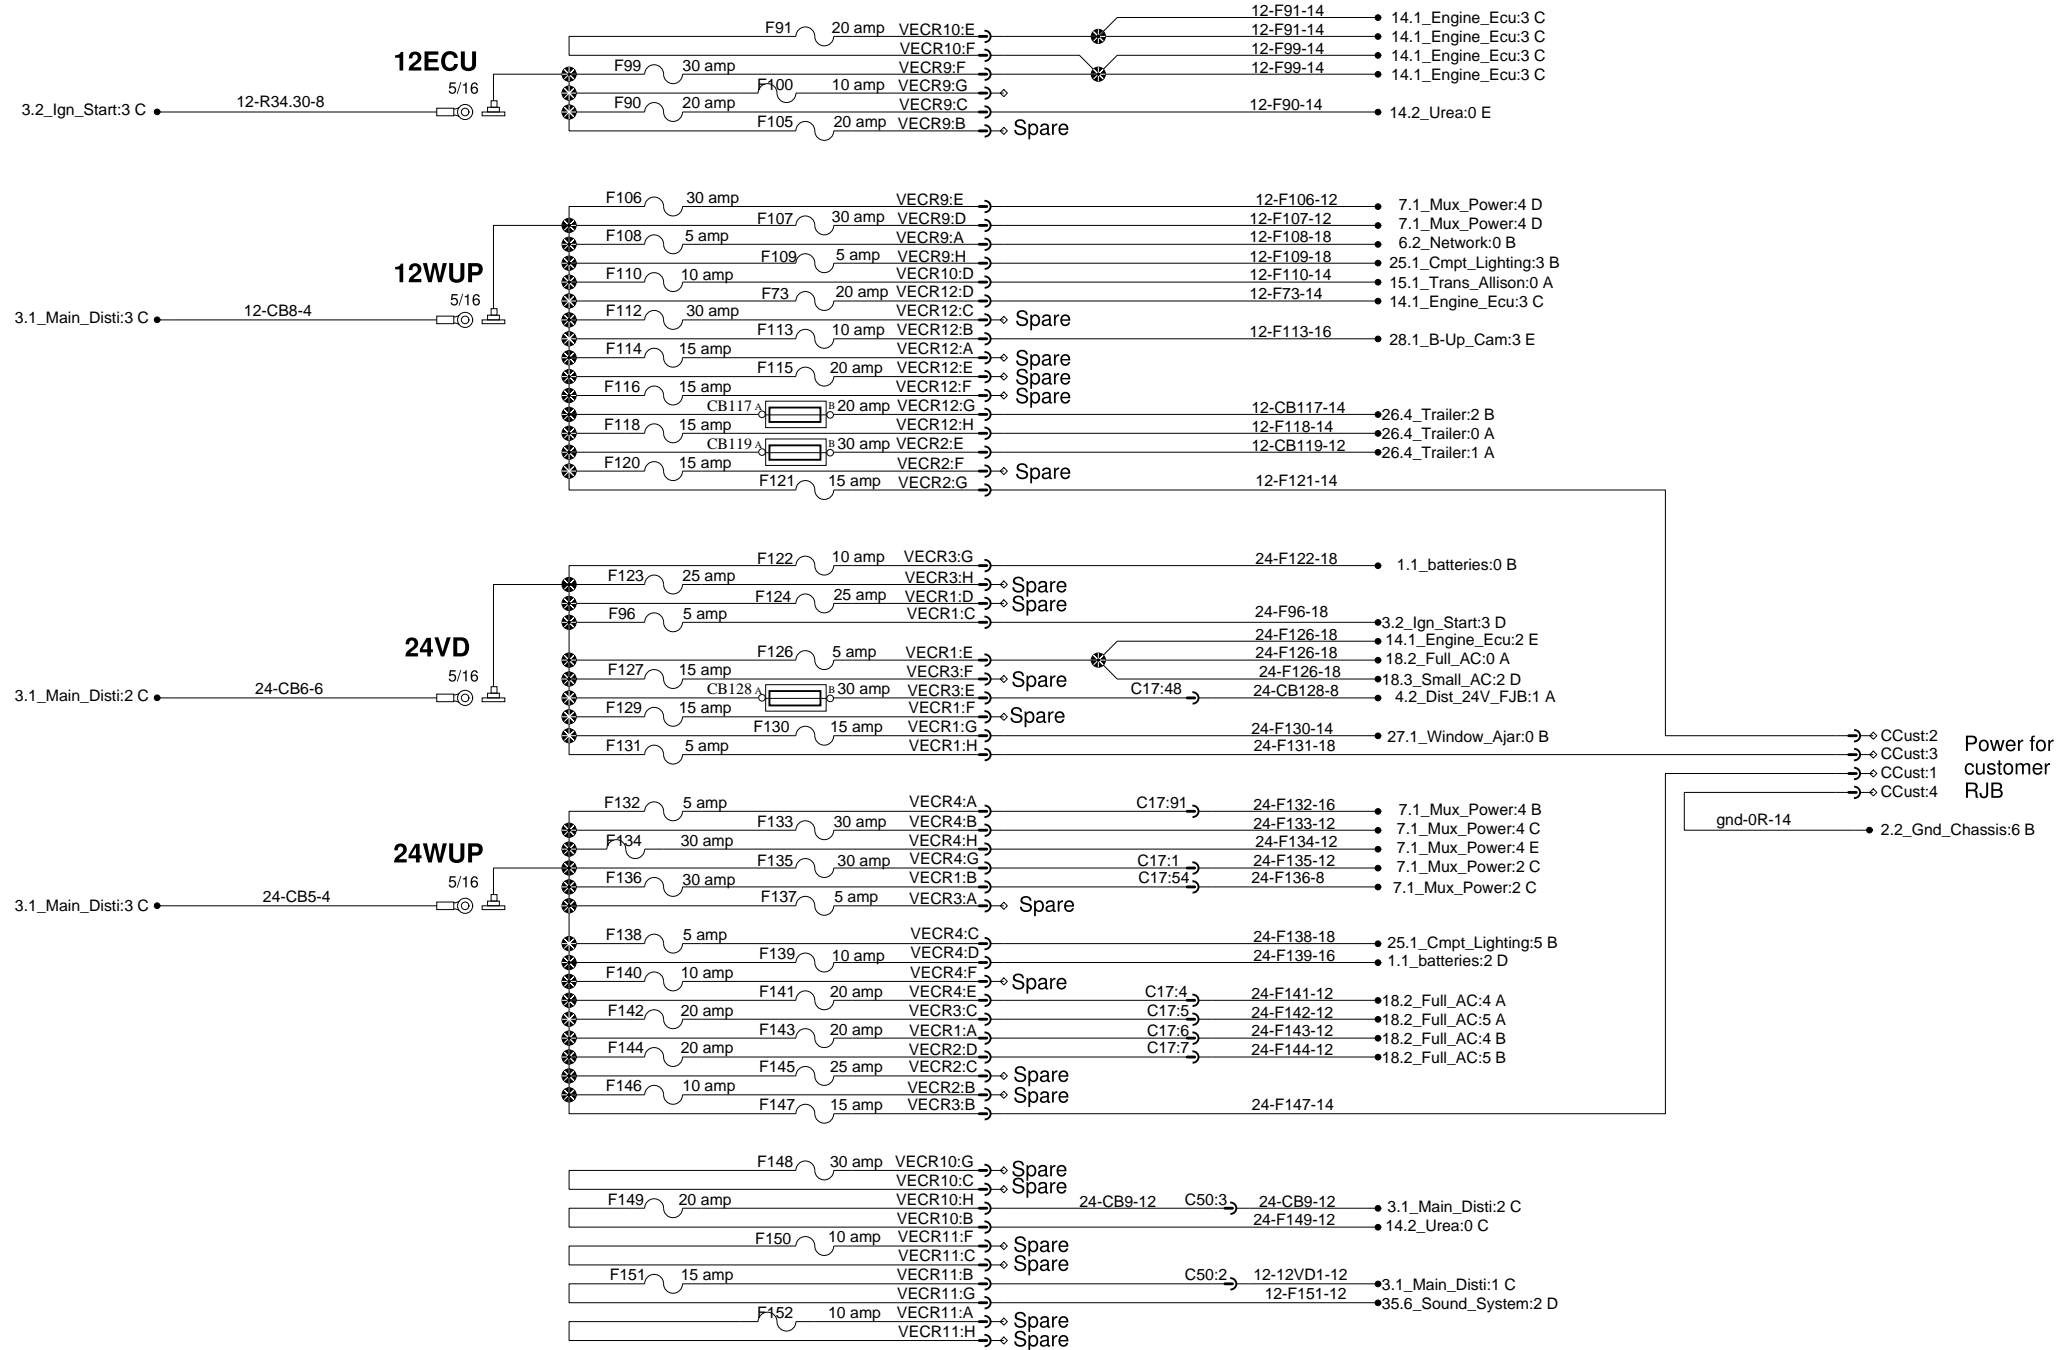 F91 20 amp VECR10:E 12-F91-14 14.1_Engine_Ecu:3 C
12-F91-14 14.1_Engine_Ecu:3 C
VECR10:F 12-F99-14 14.1_Engine_Ecu:3 C
12ECU
F99 30 amp VECR9:F 12-F99-14 14.1_Engine_Ecu:3 C
5/16
F100 10 amp VECR9:G
3.2_Ign_Start:3 C 12-R34.30-8
F90 20 amp VECR9:C 12-F90-14 14.2_Urea:0 E
F105 20 amp VECR9:B Spare
F106 30 amp VECR9:E 12-F106-12 7.1_Mux_Power:4 D
F107 30 amp VECR9:D 12-F107-12 7.1_Mux_Power:4 D
F108 5 amp VECR9:A 12-F108-18 6.2_Network:0 B
F109 5 amp VECR9:H 12-F109-18 25.1_Cmpt_Lighting:3 B
12WUP
F110 10 amp VECR10:D 12-F110-14 15.1_Trans_Allison:0 A
5/16
F73 20 amp VECR12:D 12-F73-14 14.1_Engine_Ecu:3 C
3.1_Main_Disti:3 C 12-CB8-4
F112 30 amp VECR12:C Spare
F113 10 amp VECR12:B 12-F113-16 28.1_B-Up_Cam:3 E
F114 15 amp VECR12:A Spare
F115 20 amp VECR12:E Spare
F116 15 amp VECR12:F Spare
CB117 A B 20 amp VECR12:G 12-CB117-14 26.4_Trailer:2 B
F118 15 amp VECR12:H 12-F118-14 26.4_Trailer:0 A
CB119 A B 30 amp VECR2:E 12-CB119-12 26.4_Trailer:1 A
F120 15 amp VECR2:F Spare
F121 15 amp VECR2:G 12-F121-14
F122 10 amp VECR3:G 24-F122-18 1.1_batteries:0 B
F123 25 amp VECR3:H Spare
F124 25 amp VECR1:D Spare
F96 5 amp VECR1:C 24-F96-18 3.2_Ign_Start:3 D
24-F126-18 14.1_Engine_Ecu:2 E
24VD
F126 5 amp VECR1:E 24-F126-18 18.2_Full_AC:0 A
5/16
F127 15 amp VECR3:F Spare 24-F126-18 18.3_Small_AC:2 D
3.1_Main_Disti:2 C 24-CB6-6
CB128 A B 30 amp VECR3:E C17:48 24-CB128-8 4.2_Dist_24V_FJB:1 A
F129 15 amp VECR1:F Spare
F130 15 amp VECR1:G 24-F130-14 27.1_Window_Ajar:0 B
F131 5 amp VECR1:H 24-F131-18
CCust:2
CCust:3
CCust:1
CCust:4
Power for
customer
RJB
gnd-0R-14 2.2_Gnd_Chassis:6 B
F132 5 amp VECR4:A C17:91 24-F132-16 7.1_Mux_Power:4 B
F133 30 amp VECR4:B 24-F133-12 7.1_Mux_Power:4 C
F134 30 amp VECR4:H 24-F134-12 7.1_Mux_Power:4 E
24WUP
F135 30 amp VECR4:G C17:1 24-F135-12 7.1_Mux_Power:2 C
5/16
F136 30 amp VECR1:B C17:54 24-F136-8 7.1_Mux_Power:2 C
3.1_Main_Disti:3 C 24-CB5-4
F137 5 amp VECR3:A Spare
F138 5 amp VECR4:C 24-F138-18 25.1_Cmpt_Lighting:5 B
F139 10 amp VECR4:D 24-F139-16 1.1_batteries:2 D
F140 10 amp VECR4:F Spare
F141 20 amp VECR4:E C17:4 24-F141-12 18.2_Full_AC:4 A
F142 20 amp VECR3:C C17:5 24-F142-12 18.2_Full_AC:5 A
F143 20 amp VECR1:A C17:6 24-F143-12 18.2_Full_AC:4 B
F144 20 amp VECR2:D C17:7 24-F144-12 18.2_Full_AC:5 B
F145 25 amp VECR2:C Spare
F146 10 amp VECR2:B Spare
F147 15 amp VECR3:B 24-F147-14
F148 30 amp VECR10:G Spare
VECR10:C Spare
F149 20 amp VECR10:H 24-CB9-12 C50:3 24-CB9-12 3.1_Main_Disti:2 C
VECR10:B 24-F149-12 14.2_Urea:0 C
F150 10 amp VECR11:F Spare
VECR11:C Spare
F151 15 amp VECR11:B C50:2 12-12VD1-12 3.1_Main_Disti:1 C
VECR11:G 12-F151-12 35.6_Sound_System:2 D
F152 10 amp VECR11:A Spare
VECR11:H Spare